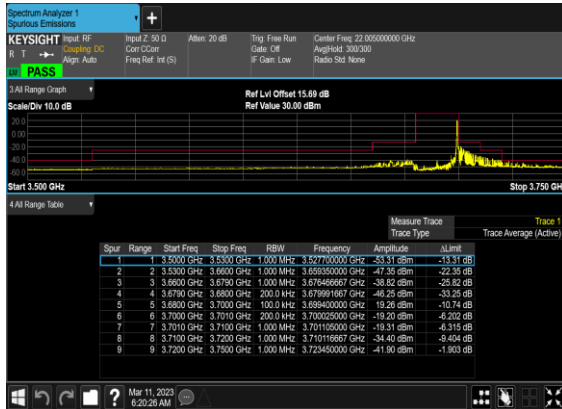 Spectrum Analyzer 1
Spurious Emissions
+
KEYSIGHT Input: RF Input Z: 50 Ω Atten: 20 dB Trig: Free Run Center Freq: 22.005000000 GHz
R T Coupling: DC Corr CCorr Gate: Off Avg|Hold: 300/300
Align: Auto Freq Ref: Int (S) IF Gain: Low Radio Std: None
LXI PASS
3 All Range Graph
Ref Lvl Offset 15.69 dB
Scale/Div 10.0 dB Ref Value 30.00 dBm
20.0
0.00
-20.0
-40.0
-60.0
Start 3.500 GHz Stop 3.750 GH
4 All Range Table
Measure Trace Trace 1
Trace Type Trace Average (Active)
Spur Range Start Freq Stop Freq RBW Frequency Amplitude ΔLimit
1 1 3.5000 GHz 3.5300 GHz 1.000 MHz 3.527700000 GHz -53.31 dBm -13.31 dB
2 2 3.5300 GHz 3.6600 GHz 1.000 MHz 3.659350000 GHz -47.35 dBm -22.35 dB
3 3 3.6600 GHz 3.6790 GHz 1.000 MHz 3.676466667 GHz -38.82 dBm -25.82 dB
4 4 3.6790 GHz 3.6800 GHz 200.0 kHz 3.679991667 GHz -46.25 dBm -33.25 dB
5 5 3.6800 GHz 3.7000 GHz 100.0 kHz 3.699400000 GHz 19.26 dBm -10.74 dB
6 6 3.7000 GHz 3.7010 GHz 200.0 kHz 3.700025000 GHz -19.20 dBm -6.202 dB
7 7 3.7010 GHz 3.7100 GHz 1.000 MHz 3.701105000 GHz -19.31 dBm -6.315 dB
8 8 3.7100 GHz 3.7200 GHz 1.000 MHz 3.710116667 GHz -34.40 dBm -9.404 dB
9 9 3.7200 GHz 3.7500 GHz 1.000 MHz 3.723450000 GHz -41.90 dBm -1.903 dB
? Mar 11, 2023
6:20:26 AM